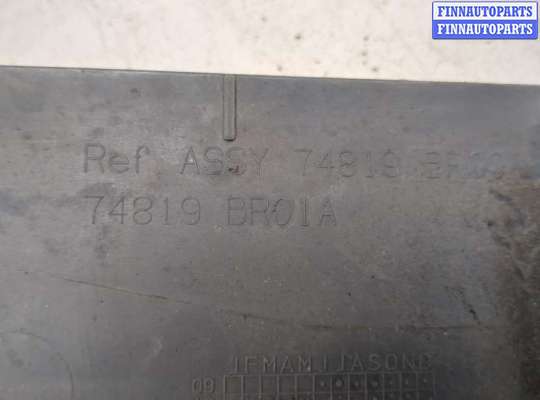 FINNAUTOPARTS
FINNAUTOPARTS
Ref. ASSY 74819
74819 BR01A
JFMAMJJASOND
09